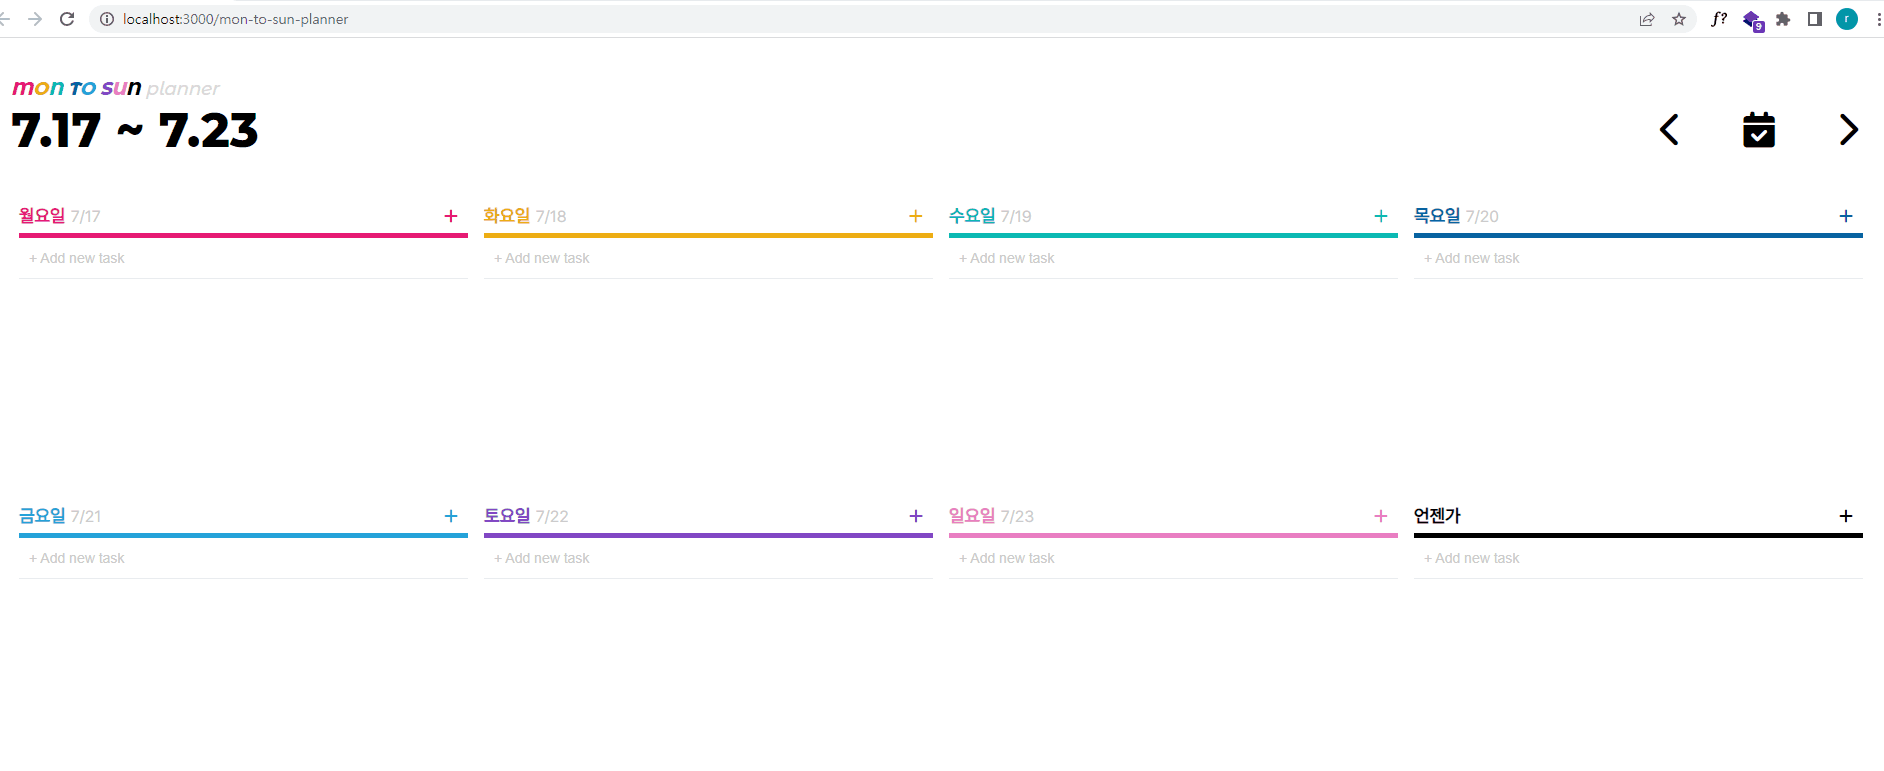 localhost:3000/mon-to-sun-planner
f?
9
r
mon to sun planner
7.17 ~ 7.23
월요일 7/17 +
화요일 7/18 +
수요일 7/19 +
목요일 7/20 +
+ Add new task
+ Add new task
+ Add new task
+ Add new task
금요일 7/21 +
토요일 7/22 +
일요일 7/23 +
언젠가 +
+ Add new task
+ Add new task
+ Add new task
+ Add new task